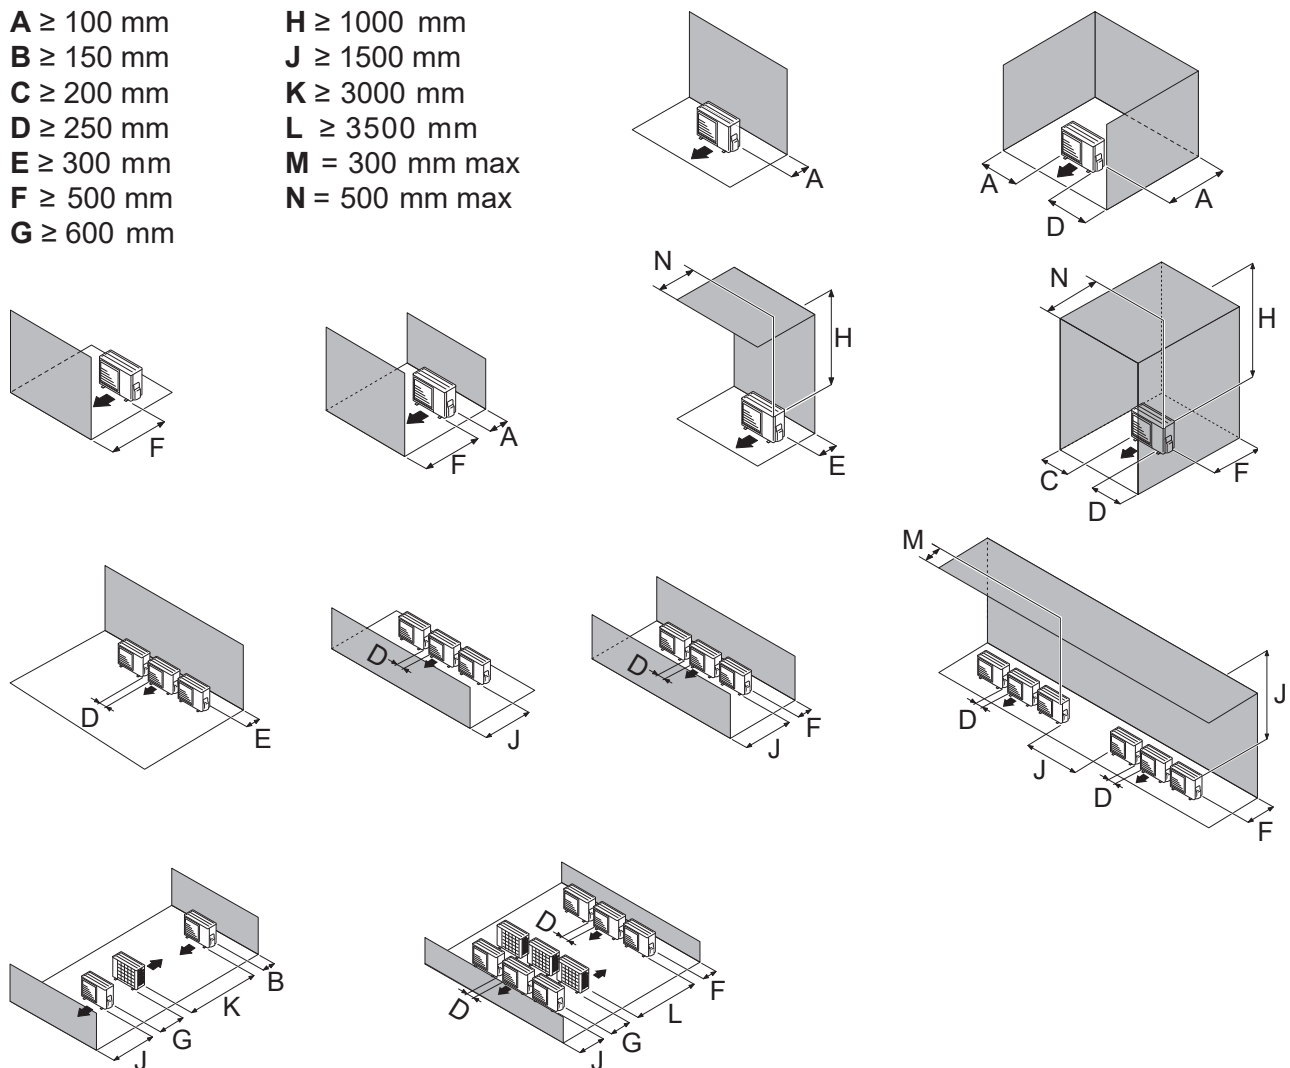 A ≥ 100 mm
B ≥ 150 mm
C ≥ 200 mm
D ≥ 250 mm
E ≥ 300 mm
F ≥ 500 mm
G ≥ 600 mm
H ≥ 1000 mm
J ≥ 1500 mm
K ≥ 3000 mm
L ≥ 3500 mm
M = 300 mm max
N = 500 mm max
A
A
D
A
F
F
A
N
H
E
N
H
C
D
F
D
E
D
J
D
J
F
M
D
J
D
J
F
J
G
K
B
D
D
J
G
L
F